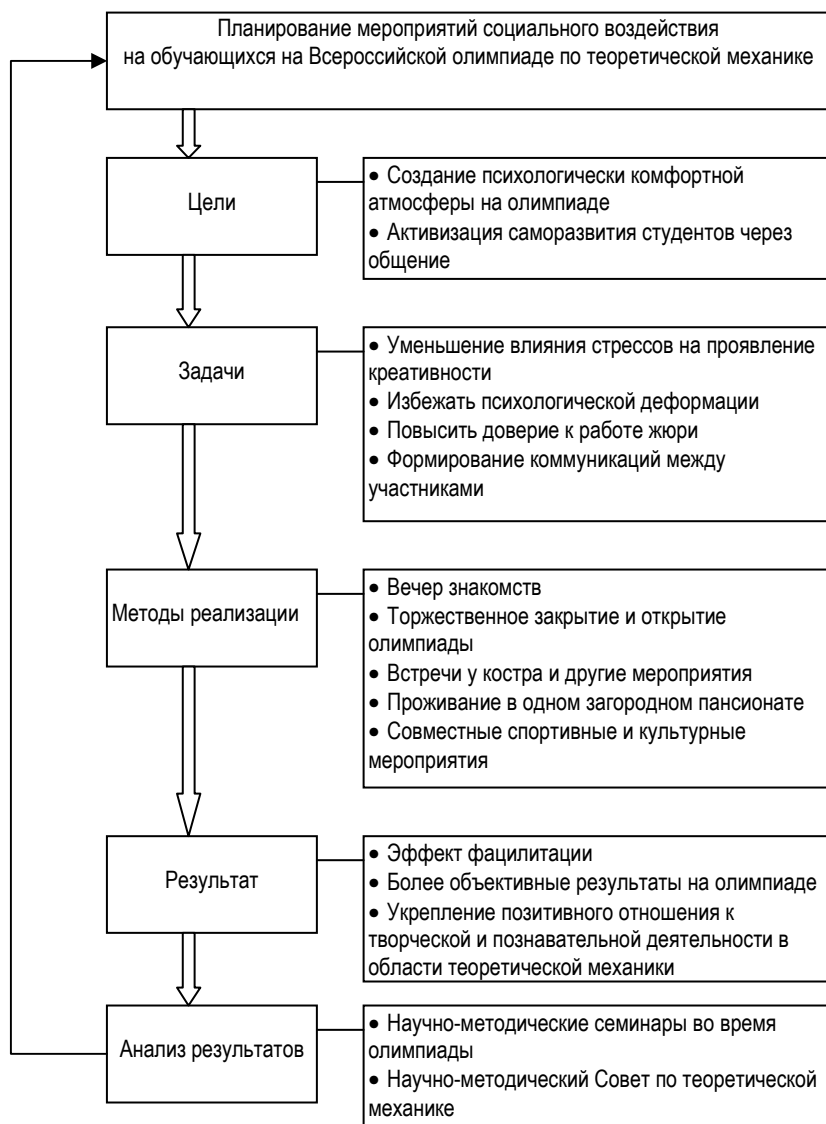 Планирование мероприятий социального воздействия
на обучающихся на Всероссийской олимпиаде по теоретической механике
Цели
• Создание психологически комфортной
атмосферы на олимпиаде
• Активизация саморазвития студентов через
общение
Задачи
• Уменьшение влияния стрессов на проявление
креативности
• Избежать психологической деформации
• Повысить доверие к работе жюри
• Формирование коммуникаций между
участниками
Методы реализации
• Вечер знакомств
• Торжественное закрытие и открытие
олимпиады
• Встречи у костра и другие мероприятия
• Проживание в одном загородном пансионате
• Совместные спортивные и культурные
мероприятия
Результат
• Эффект фацилитации
• Более объективные результаты на олимпиаде
• Укрепление позитивного отношения к
творческой и познавательной деятельности в
области теоретической механики
Анализ результатов
• Научно-методические семинары во время
олимпиады
• Научно-методический Совет по теоретической
механике